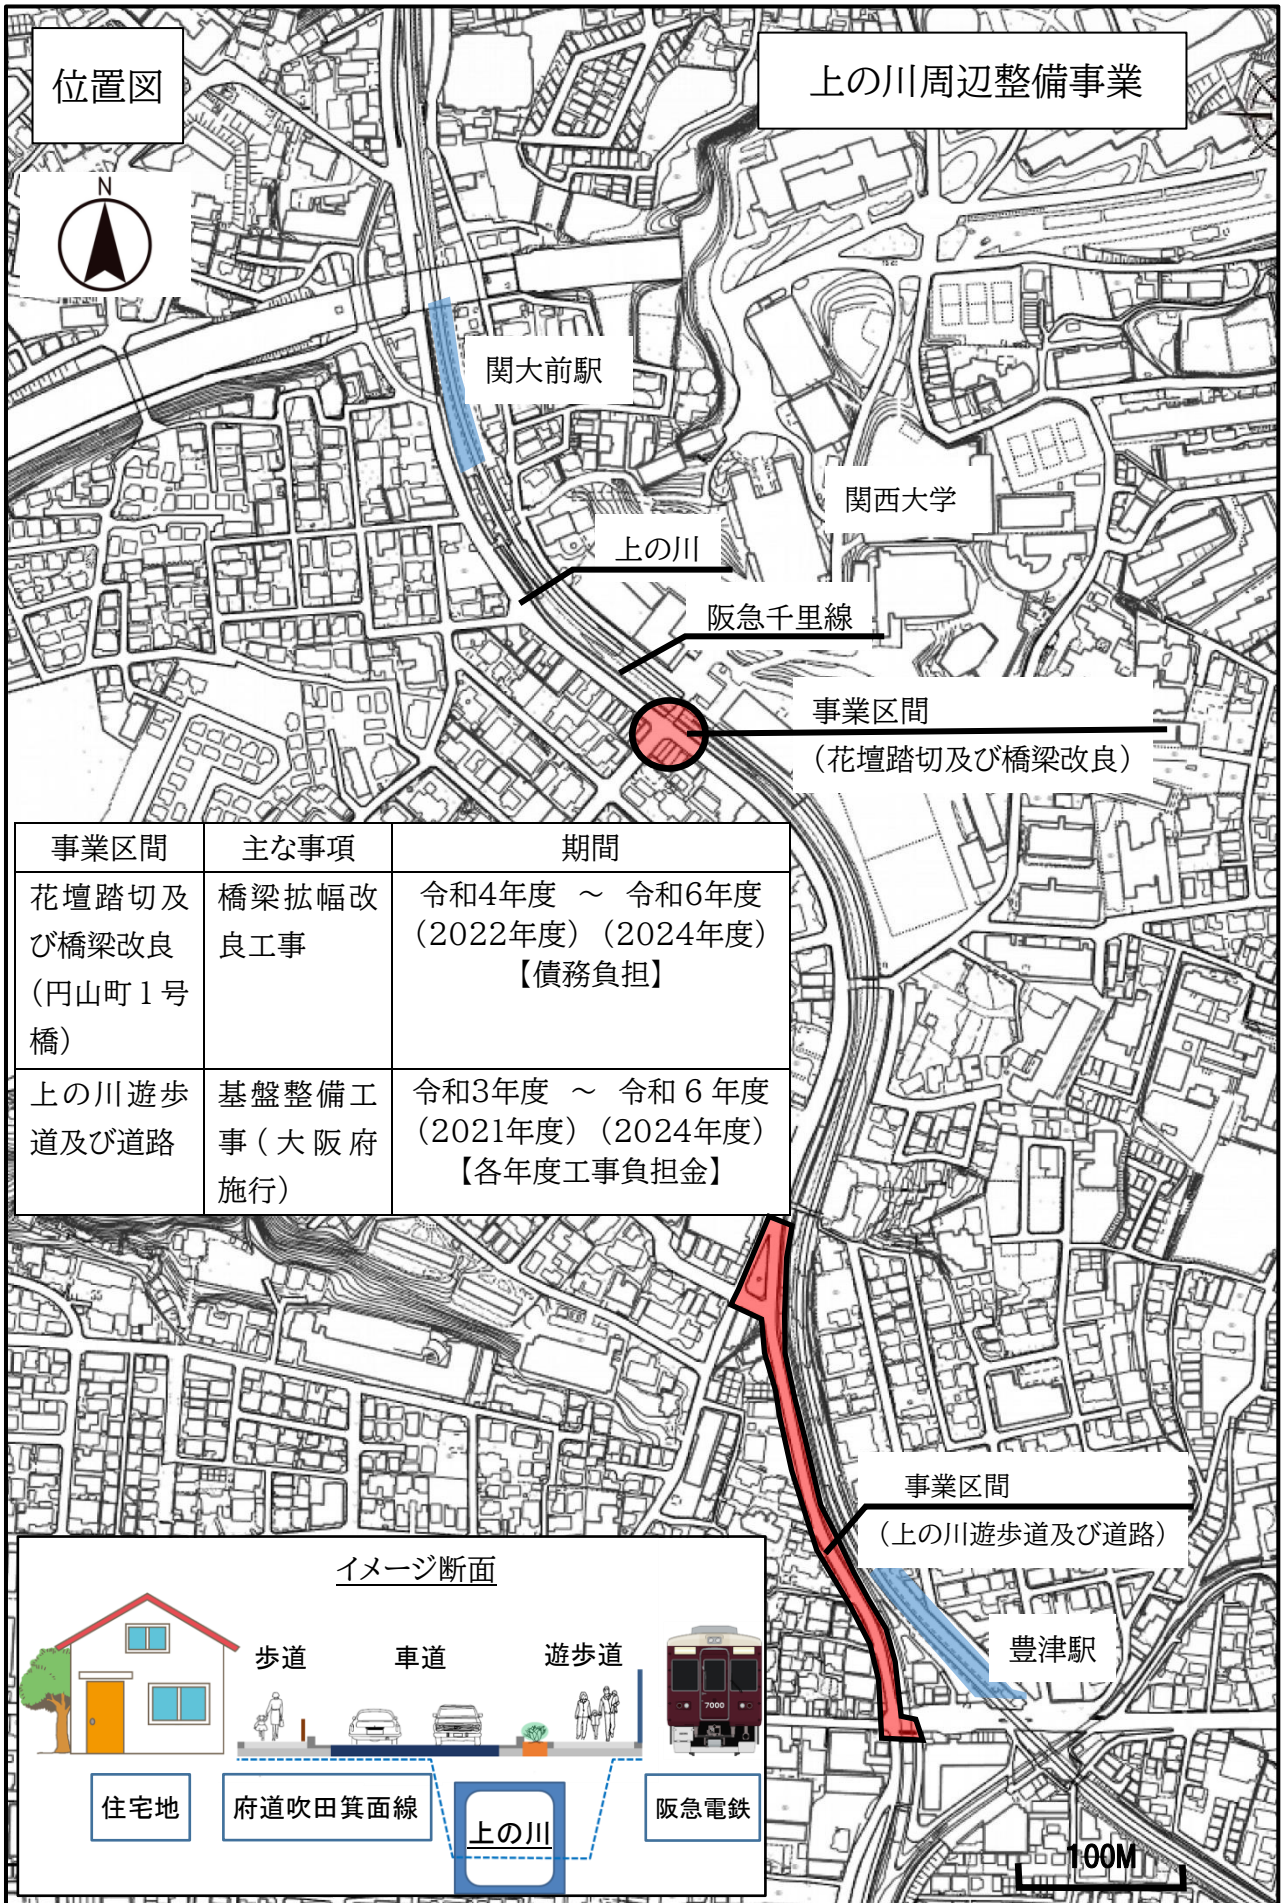 位置図
上の川周辺整備事業
N
関大前駅
関西大学
上の川
阪急千里線
事業区間
（花壇踏切及び橋梁改良）
事業区間
主な事項
期間
花壇踏切及
び橋梁改良
（円山町１号
橋）
橋梁拡幅改
良工事
令和4年度 ～ 令和6年度
（2022年度）（2024年度）
【債務負担】
上の川遊歩
道及び道路
基盤整備工
事（大阪府
施行）
令和3年度 ～ 令和６年度
（2021年度）（2024年度）
【各年度工事負担金】
事業区間
（上の川遊歩道及び道路）
豊津駅
イメージ断面
歩道
車道
遊歩道
7000
住宅地
府道吹田箕面線
上の川
阪急電鉄
100M